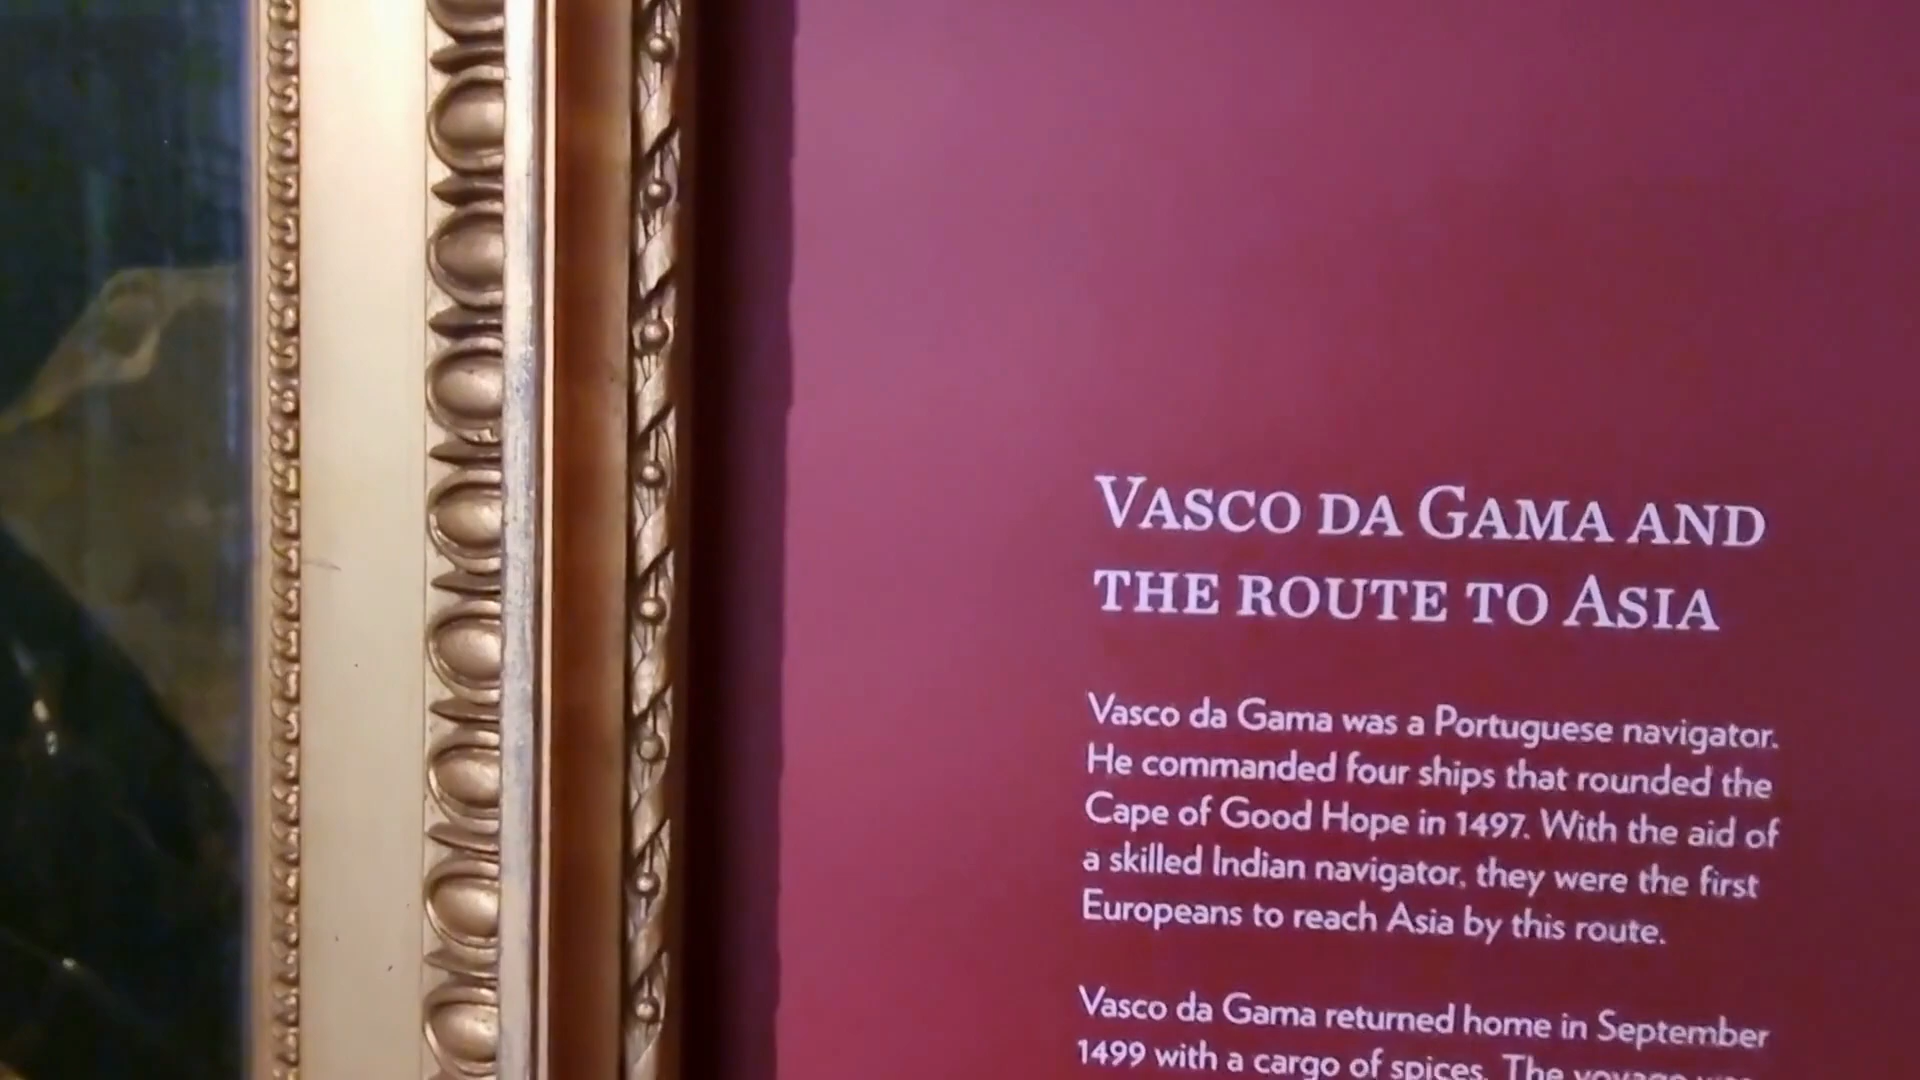 VASCO DA GAMA AND
THE ROUTE TO ASIA
Vasco da Gama was a Portuguese navigator.
He commanded four ships that rounded the
Cape of Good Hope in 1497. With the aid of
a skilled Indian navigator, they were the first
Europeans to reach Asia by this route.
Vasco da Gama returned home in September
1499 with a cargo of spices. The voyage was